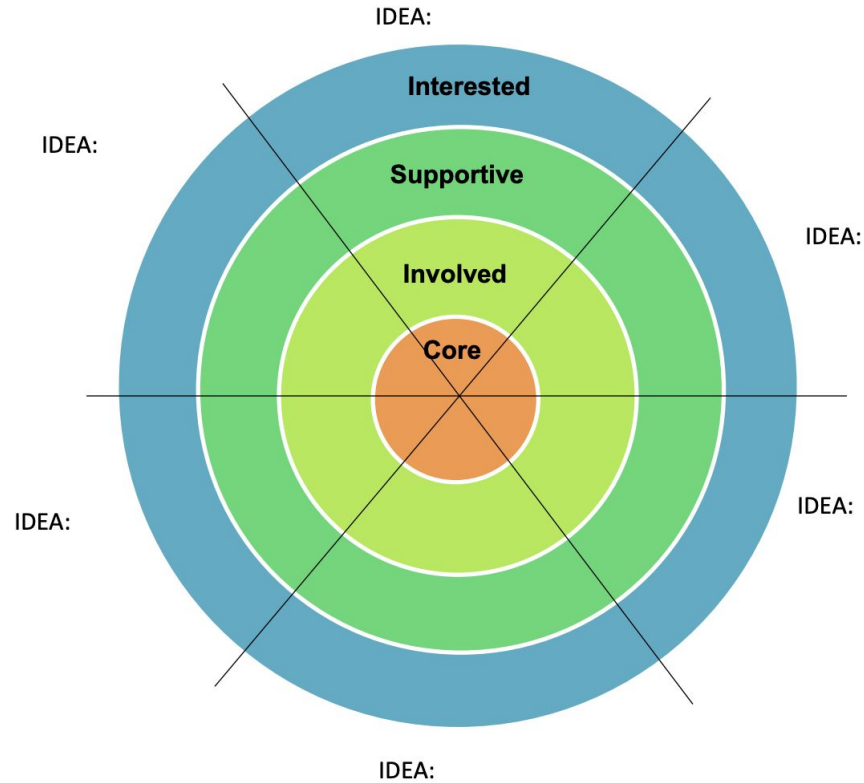 IDEA:
Interested
IDEA:
Supportive
IDEA:
Involved
Core
IDEA:
IDEA:
IDEA: